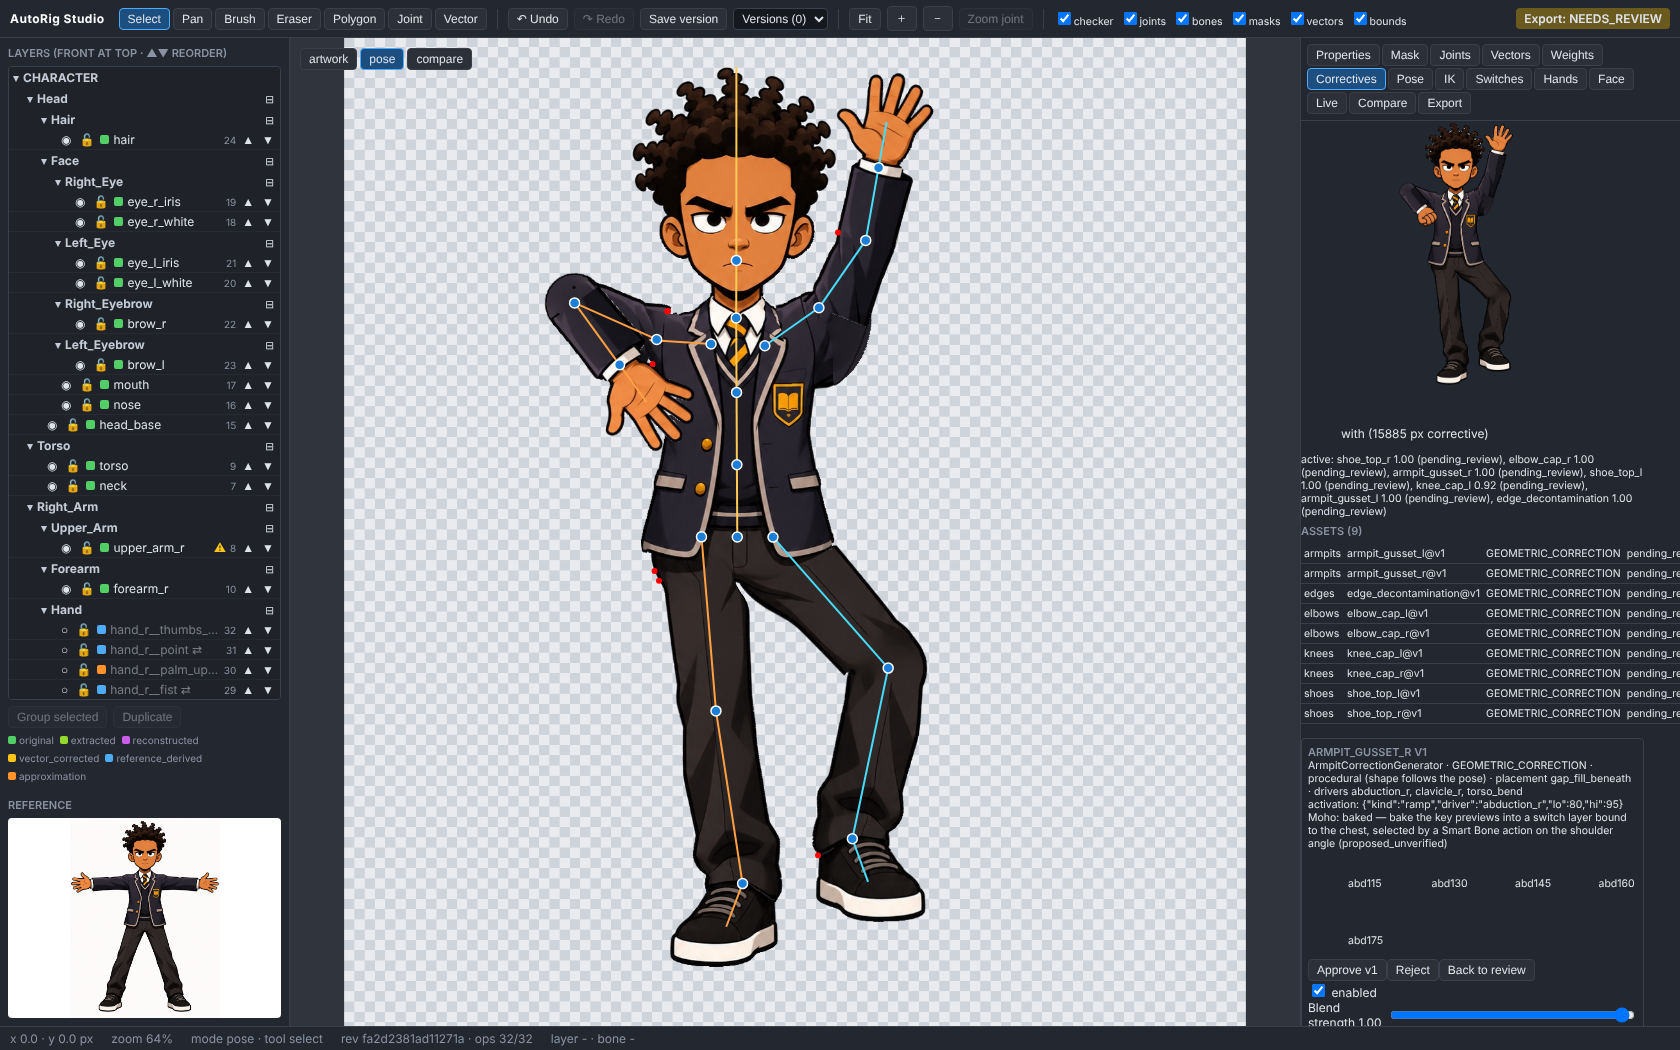 AutoRig Studio Select Pan Brush Eraser Polygon Joint Vector ↶ Undo ↷ Redo Save version Versions (0) Fit + − Zoom joint checker joints bones masks vectors bounds Export: NEEDS_REVIEW
LAYERS (FRONT AT TOP · ▲▼ REORDER)
▾ CHARACTER
▾ Head
▾ Hair
hair 24 ▲ ▼
▾ Face
▾ Right_Eye
eye_r_iris 19 ▲ ▼
eye_r_white 18 ▲ ▼
▾ Left_Eye
eye_l_iris 21 ▲ ▼
eye_l_white 20 ▲ ▼
▾ Right_Eyebrow
brow_r 22 ▲ ▼
▾ Left_Eyebrow
brow_l 23 ▲ ▼
mouth 17 ▲ ▼
nose 16 ▲ ▼
head_base 15 ▲ ▼
▾ Torso
torso 9 ▲ ▼
neck 7 ▲ ▼
▾ Right_Arm
▾ Upper_Arm
upper_arm_r 8 ▲ ▼
▾ Forearm
forearm_r 10 ▲ ▼
▾ Hand
hand_r__thumbs_... 32 ▲ ▼
hand_r__point ⇄ 31 ▲ ▼
hand_r__palm_up... 30 ▲ ▼
hand_r__fist ⇄ 29 ▲ ▼
Group selected Duplicate
original extracted reconstructed
vector_corrected reference_derived
approximation
REFERENCE
artwork pose compare
Properties Mask Joints Vectors Weights
Correctives Pose IK Switches Hands Face
Live Compare Export
with (15885 px corrective)
active: shoe_top_r 1.00 (pending_review), elbow_cap_r 1.00
(pending_review), armpit_gusset_r 1.00 (pending_review), shoe_top_l
1.00 (pending_review), knee_cap_l 0.92 (pending_review),
armpit_gusset_l 1.00 (pending_review), edge_decontamination 1.00
(pending_review)
ASSETS (9)
armpits armpit_gusset_l@v1 GEOMETRIC_CORRECTION pending_re
armpits armpit_gusset_r@v1 GEOMETRIC_CORRECTION pending_re
edges edge_decontamination@v1 GEOMETRIC_CORRECTION pending_re
elbows elbow_cap_l@v1 GEOMETRIC_CORRECTION pending_re
elbows elbow_cap_r@v1 GEOMETRIC_CORRECTION pending_re
knees knee_cap_l@v1 GEOMETRIC_CORRECTION pending_re
knees knee_cap_r@v1 GEOMETRIC_CORRECTION pending_re
shoes shoe_top_l@v1 GEOMETRIC_CORRECTION pending_re
shoes shoe_top_r@v1 GEOMETRIC_CORRECTION pending_re
ARMPIT_GUSSET_R V1
ArmpitCorrectionGenerator · GEOMETRIC_CORRECTION ·
procedural (shape follows the pose) · placement gap_fill_beneath
· drivers abduction_r, clavicle_r, torso_bend
activation: {"kind":"ramp","driver":"abduction_r","lo":80,"hi":95}
Moho: baked — bake the key previews into a switch layer bound
to the chest, selected by a Smart Bone action on the shoulder
angle (proposed_unverified)
abd115 abd130 abd145 abd160
abd175
Approve v1 Reject Back to review
enabled
Blend
strength 1.00
x 0.0 · y 0.0 px zoom 64% mode pose · tool select rev fa2d2381ad11271a · ops 32/32 layer - · bone -